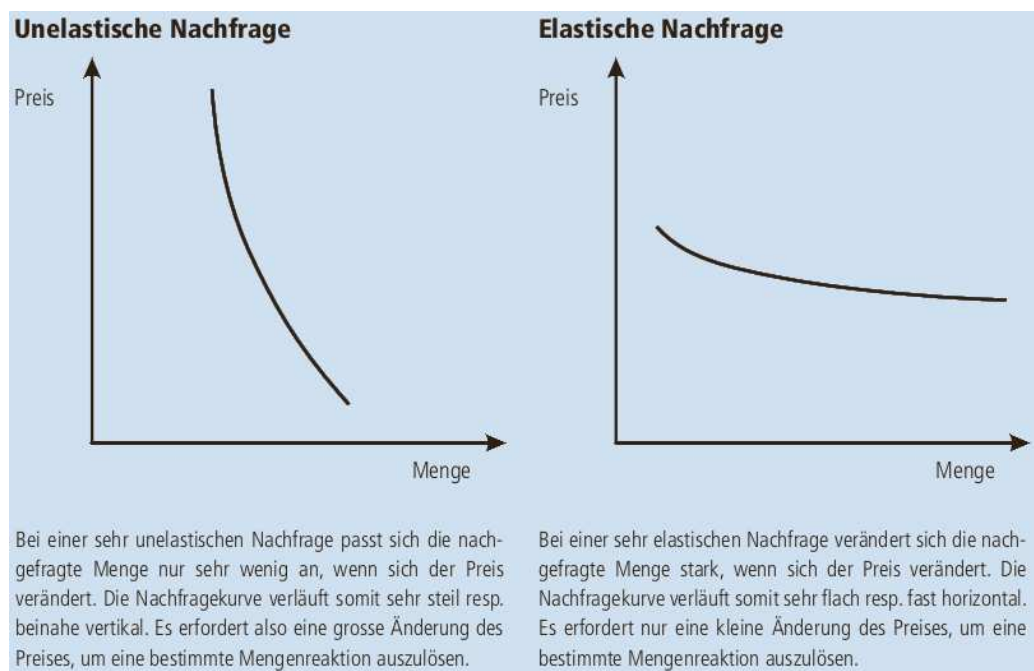 Unelastische Nachfrage
Preis
Menge
Bei einer sehr unelastischen Nachfrage passt sich die nach-
gefragte Menge nur sehr wenig an, wenn sich der Preis
verändert. Die Nachfragekurve verläuft somit sehr steil resp.
beinahe vertikal. Es erfordert also eine grosse Änderung des
Preises, um eine bestimmte Mengenreaktion auszulösen.
Elastische Nachfrage
Preis
Menge
Bei einer sehr elastischen Nachfrage verändert sich die nach-
gefragte Menge stark, wenn sich der Preis verändert. Die
Nachfragekurve verläuft somit sehr flach resp. fast horizontal.
Es erfordert nur eine kleine Änderung des Preises, um eine
bestimmte Mengenreaktion auszulösen.